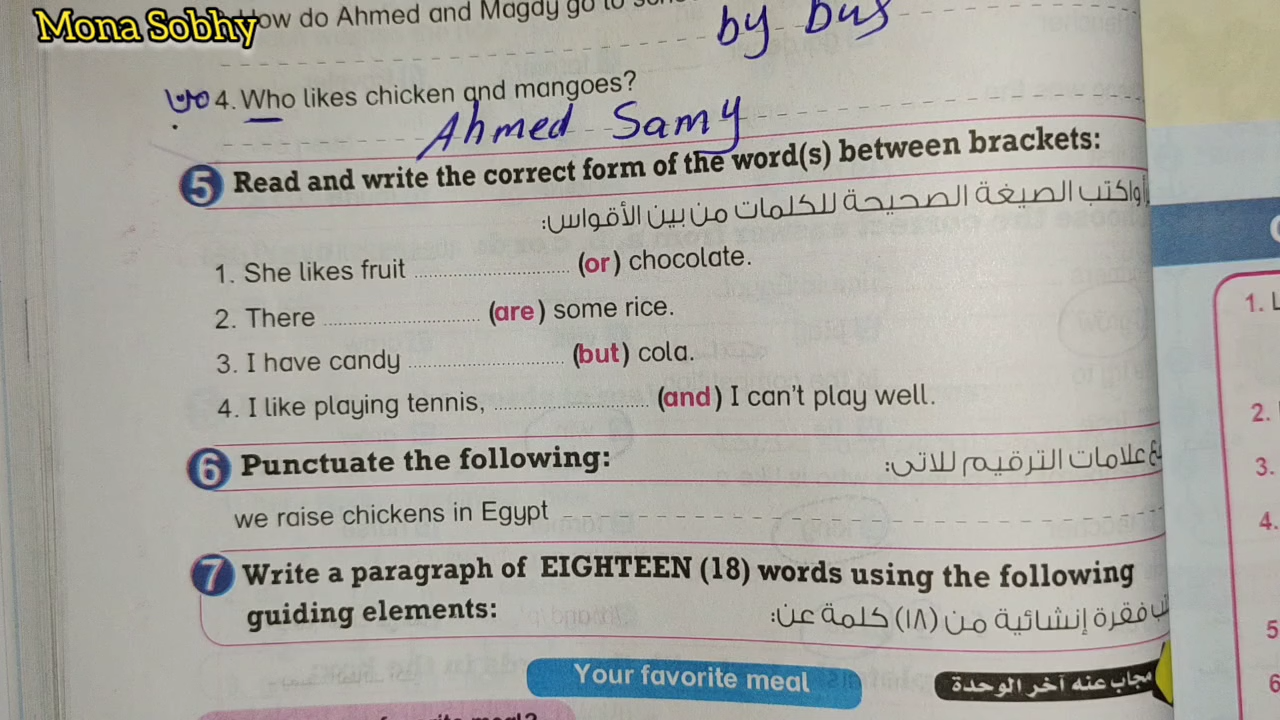 Mona Sobhy
How do Ahmed and Magdy go to
by bus
4. Who likes chicken and mangoes?
Ahmed Samy
5 Read and write the correct form of the word(s) between brackets:
واكتب الصيغة الصحيحة للكلمات من بين الأقواس:
1. She likes fruit ........................ (or) chocolate.
2. There ........................ (are) some rice.
3. I have candy ........................ (but) cola.
4. I like playing tennis, ........................ (and) I can't play well.
6 Punctuate the following:
علامات الترقيم للاتى:
we raise chickens in Egypt
7 Write a paragraph of EIGHTEEN (18) words using the following
guiding elements:
فقرة إنشائية من (١٨) كلمة عن:
Your favorite meal
مجاب عنه آخر الوحدة
1.
2.
3.
4.
5
6